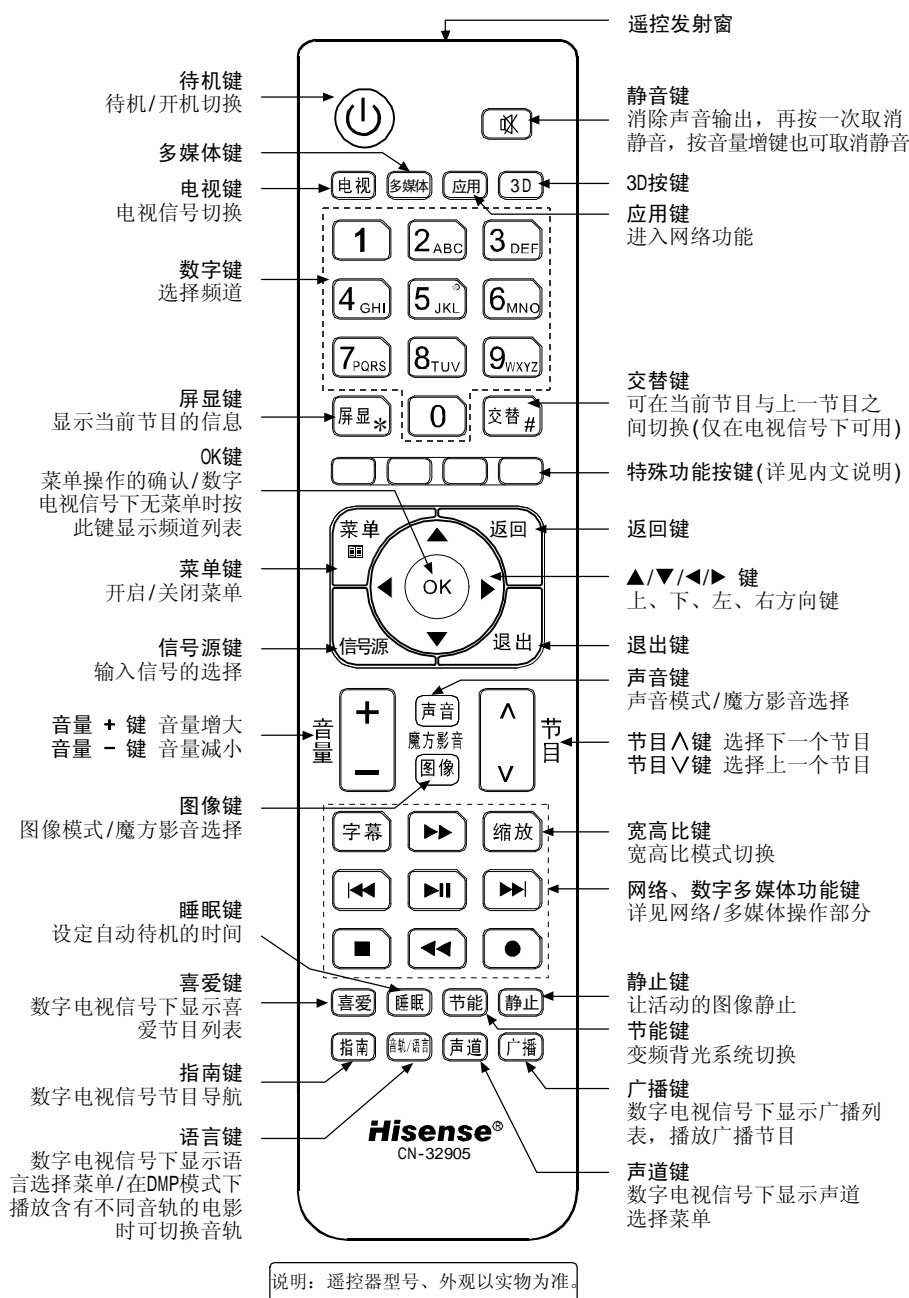 遥控发射窗
待机键
待机/开机切换
静音键
消除声音输出，再按一次取消
静音，按音量增键也可取消静音
多媒体键
电视键
电视信号切换
3D按键
应用键
进入网络功能
电视 多媒体 应用 3D
数字键
选择频道
1 2ABC 3DEF
4GHI 5JKL 6MNO
7PQRS 8TUV 9WXYZ
屏显* 0 交替#
屏显键
显示当前节目的信息
交替键
可在当前节目与上一节目之
间切换(仅在电视信号下可用)
OK键
菜单操作的确认/数字
电视信号下无菜单时按
此键显示频道列表
特殊功能按键(详见内文说明)
菜单 返回
返回键
OK
▲/▼/◀/▶ 键
上、下、左、右方向键
菜单键
开启/关闭菜单
信号源 退出
信号源键
输入信号的选择
退出键
声音键
声音模式/魔方影音选择
音量 + 键 音量增大
音量 - 键 音量减小
音量
+
−
声音
魔方影音
图像
∧
∨
节目
节目∧键 选择下一个节目
节目∨键 选择上一个节目
图像键
图像模式/魔方影音选择
字幕 ▶▶ 缩放
宽高比键
宽高比模式切换
网络、数字多媒体功能键
详见网络/多媒体操作部分
睡眠键
设定自动待机的时间
喜爱键
数字电视信号下显示喜
爱节目列表
喜爱 睡眠 节能 静止
静止键
让活动的图像静止
节能键
变频背光系统切换
指南 音轨/语言 声道 广播
指南键
数字电视信号节目导航
广播键
数字电视信号下显示广播列
表，播放广播节目
语言键
数字电视信号下显示语
言选择菜单/在DMP模式下
播放含有不同音轨的电影
时可切换音轨
Hisense®
CN-32905
声道键
数字电视信号下显示声道
选择菜单
说明：遥控器型号、外观以实物为准。